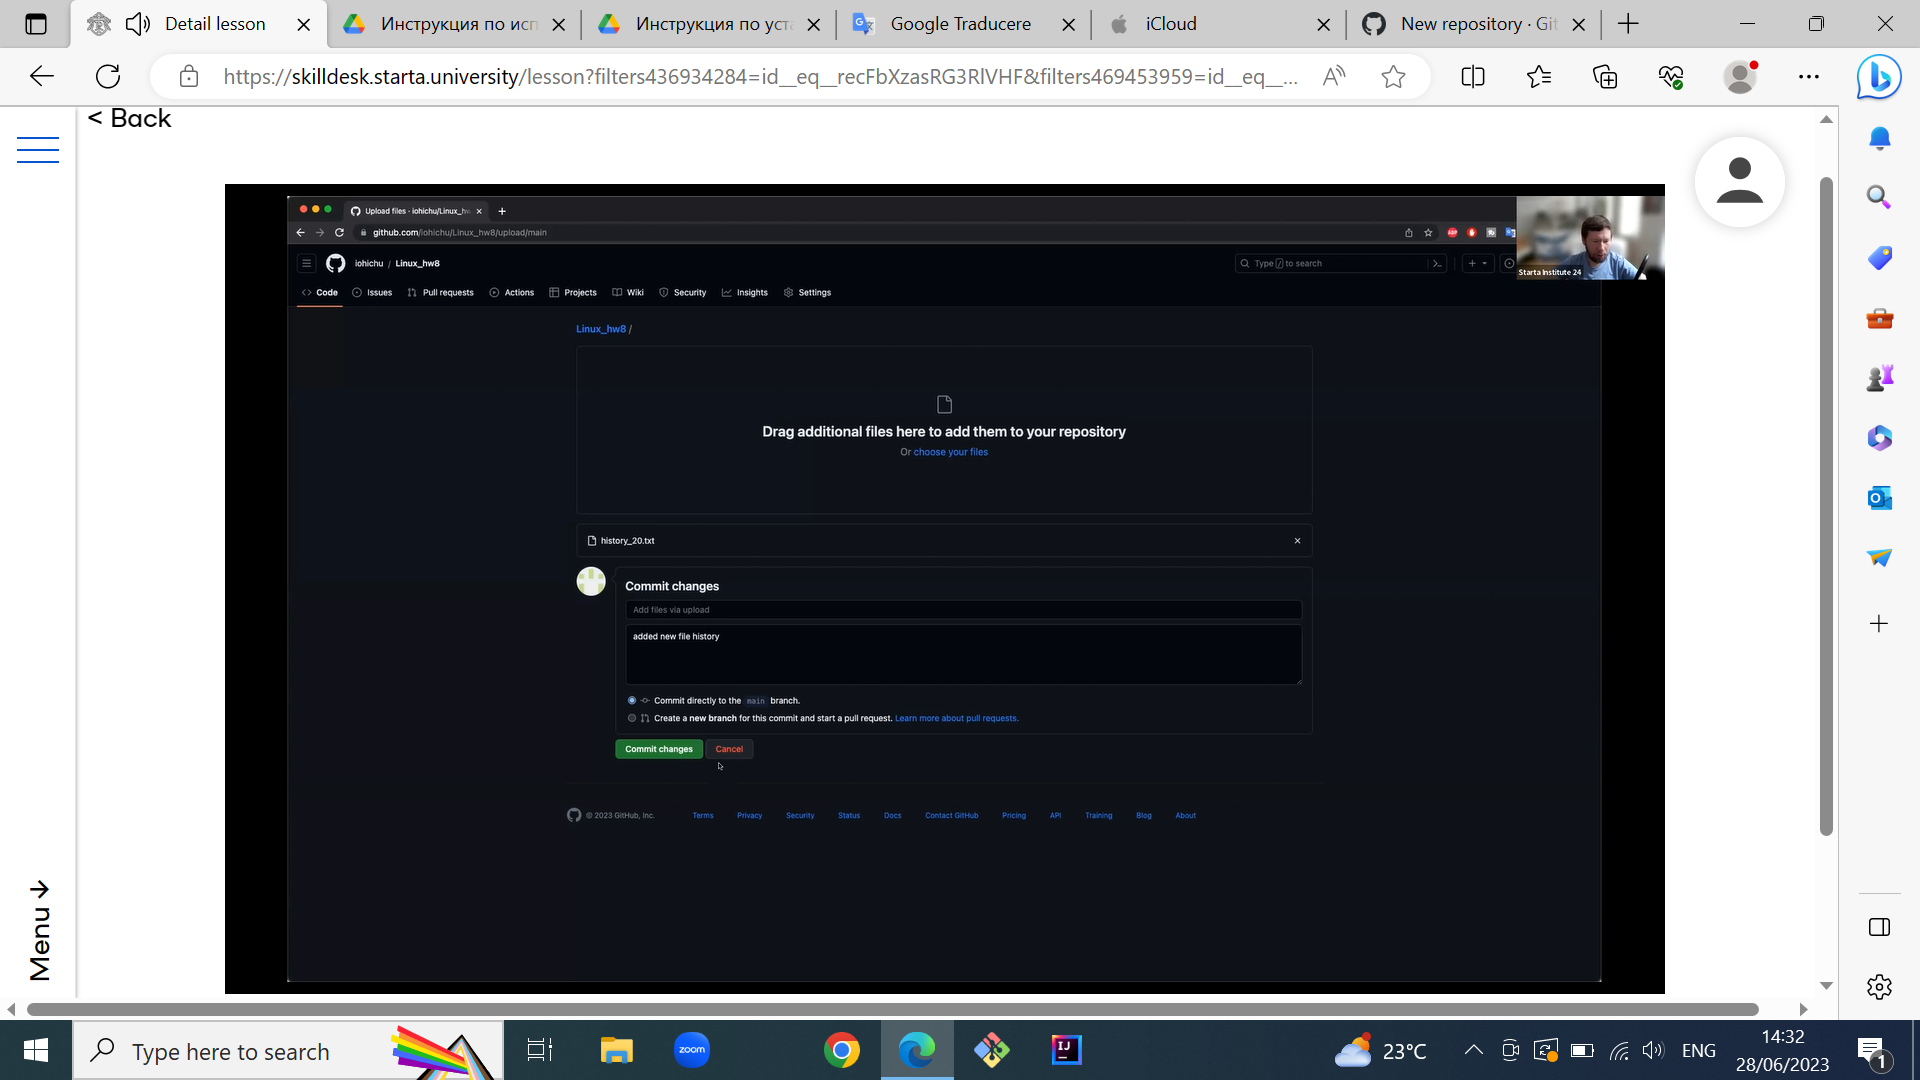 Detail lesson
Инструкция по исп
Инструкция по уста
Google Traducere
iCloud
New repository · Git
https://skilldesk.starta.university/lesson?filters436934284=id__eq__recFbXzasRG3RlVHF&filters469453959=id__eq__...
< Back
Upload files · iohichu/Linux_hw
github.com/iohichu/Linux_hw8/upload/main
Starta Institute 24
iohichu / Linux_hw8
Type / to search
Code
Issues
Pull requests
Actions
Projects
Wiki
Security
Insights
Settings
Linux_hw8 /
Drag additional files here to add them to your repository
Or choose your files
history_20.txt
Commit changes
Add files via upload
added new file history
Commit directly to the main branch.
Create a new branch for this commit and start a pull request. Learn more about pull requests.
Commit changes
Cancel
© 2023 GitHub, Inc.
Terms
Privacy
Security
Status
Docs
Contact GitHub
Pricing
API
Training
Blog
About
Menu →
Type here to search
zoom
IJ
23°C
ENG
14:32
28/06/2023
1